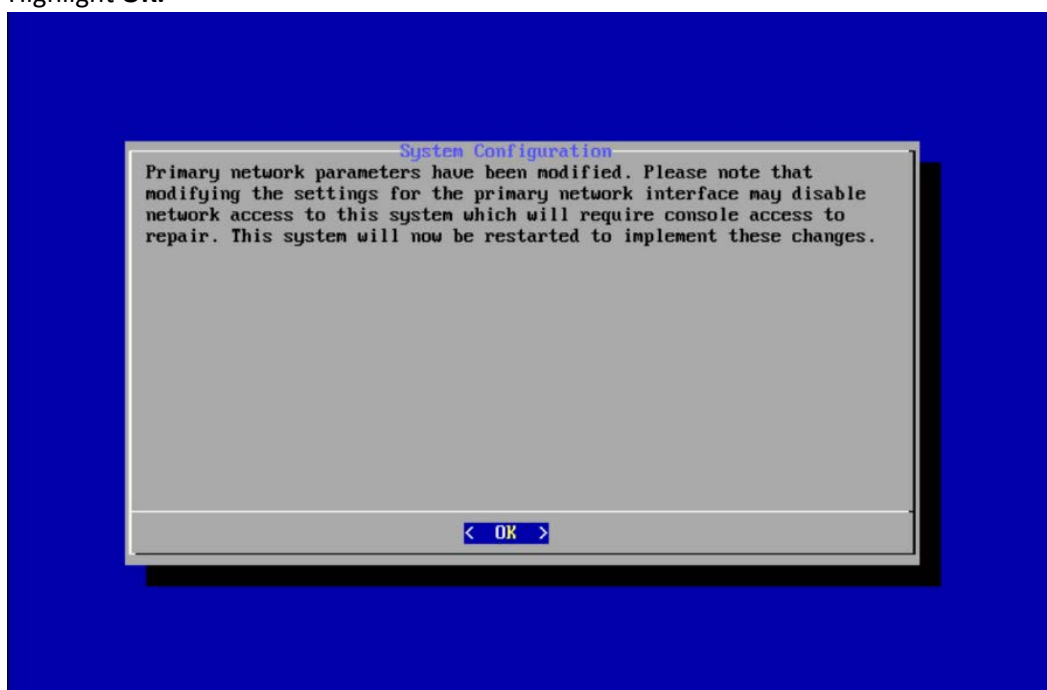 Highlight OK.
System Configuration
Primary network parameters have been modified. Please note that
modifying the settings for the primary network interface may disable
network access to this system which will require console access to
repair. This system will now be restarted to implement these changes.
< OK >